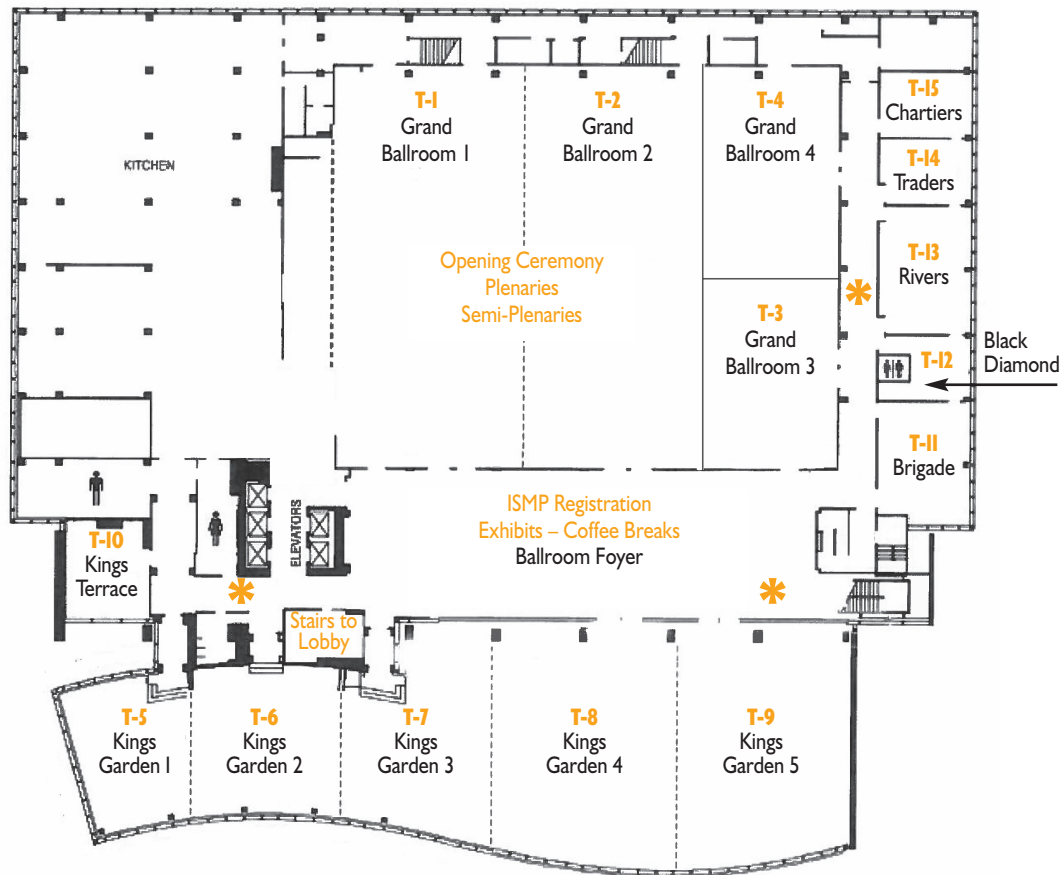 T-1
Grand
Ballroom 1
T-2
Grand
Ballroom 2
T-4
Grand
Ballroom 4
T-15
Chartiers
T-14
Traders
KITCHEN
T-13
Rivers
Opening Ceremony
Plenaries
Semi-Plenaries
*
T-3
Grand
Ballroom 3
Black
Diamond
T-12
T-11
Brigade
ELEVATORS
ISMP Registration
Exhibits – Coffee Breaks
Ballroom Foyer
T-10
Kings
Terrace
*
*
Stairs to
Lobby
T-5
Kings
Garden 1
T-6
Kings
Garden 2
T-7
Kings
Garden 3
T-8
Kings
Garden 4
T-9
Kings
Garden 5